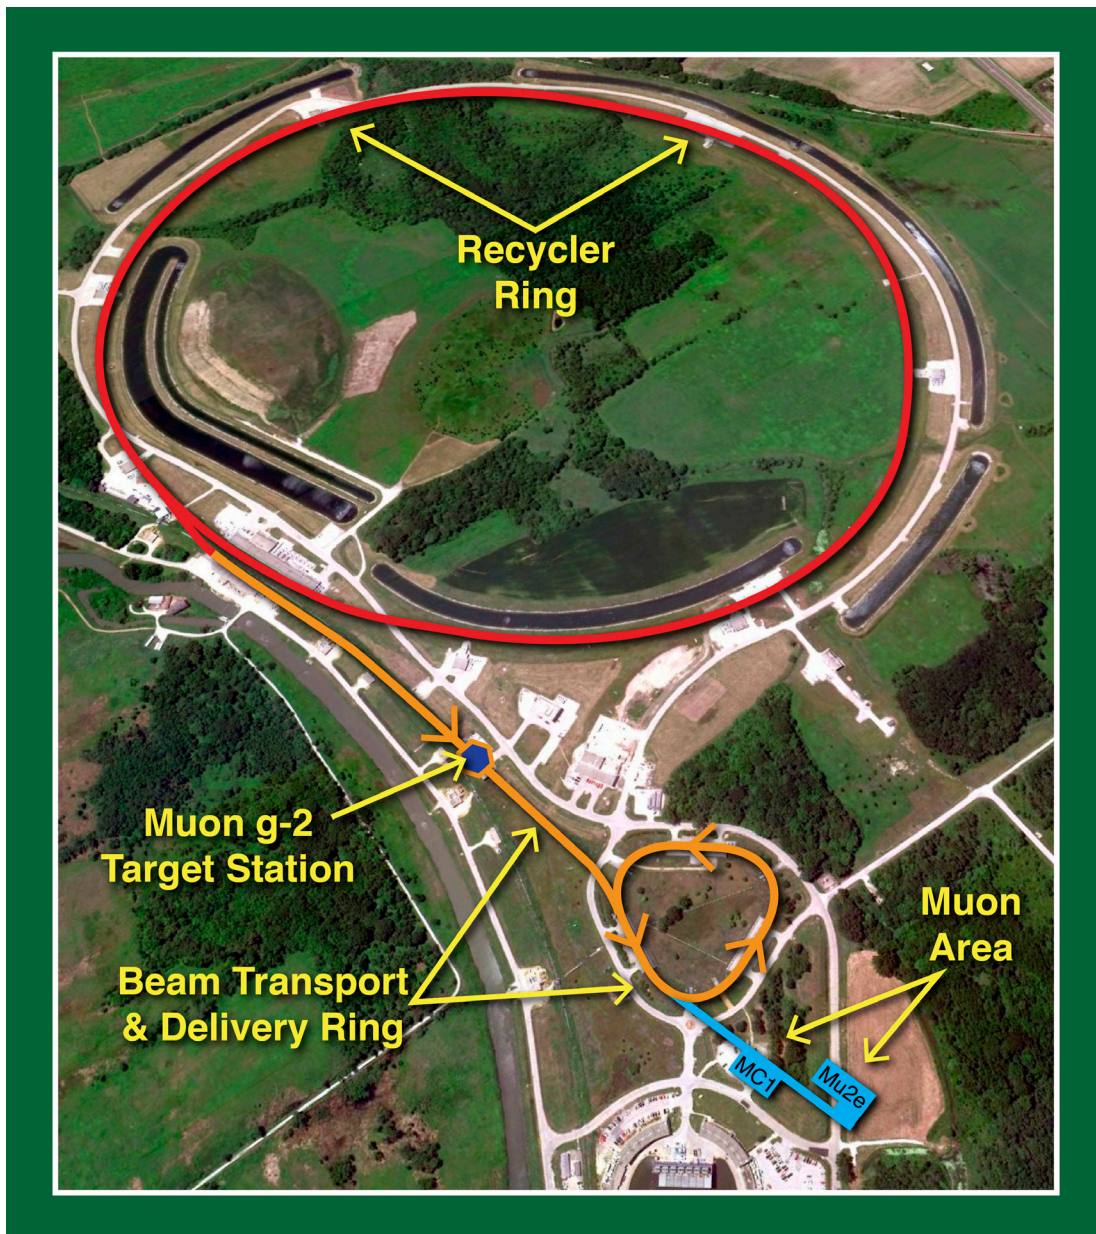 Recycler
Ring
Muon g-2
Target Station
Muon
Area
Beam Transport
& Delivery Ring
MC1
Mu2e